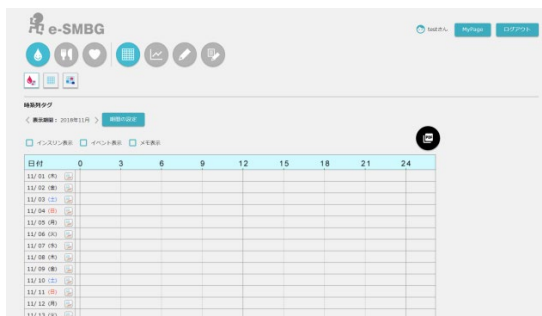 e-SMBG
testさん MyPage ログアウト
時系列タグ
〈 表示期間： 2018年11月 〉 期間の設定
インスリン表示 イベント表示 メモ表示
PDF
日付 0 3 6 9 12 15 18 21 24
11/ 01 (木)
11/ 02 (金)
11/ 03 (土)
11/ 04 (日)
11/ 05 (月)
11/ 06 (火)
11/ 07 (水)
11/ 08 (木)
11/ 09 (金)
11/ 10 (土)
11/ 11 (日)
11/ 12 (月)
11/ 13 (火)